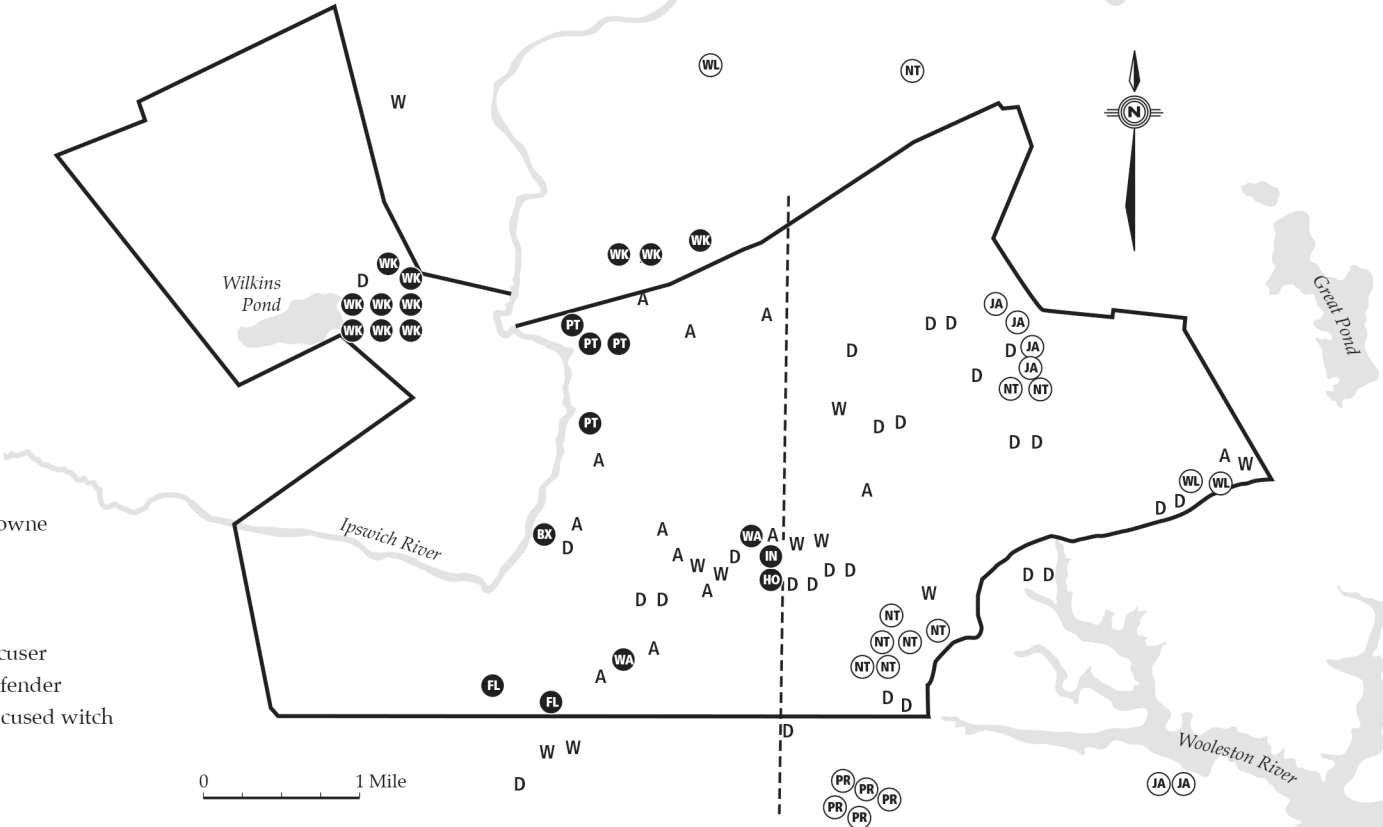 WL
NT
W
N
WK
WK WK
WK
D WK
Wilkins
Pond
WK WK WK
WK WK WK
A
A
A
PT
PT PT
Great Pond
JA
JA
D D
D JA
D
JA
D
NT NT
W
D D
PT
D D
A
A W
WL WL
D D
A
owne
Ipswich River
BX
A
D
A
A
W
W
A
D
WA A
IN
HO
W W
D D
D D
D D
D D
W
NT
NT
NT NT
NT NT
A
WA
A
FL
FL
D D
cuser
fender
cused witch
W W
D
D
0 1 Mile
PR
PR
PR
PR
PR
Wooleston River
JA JA